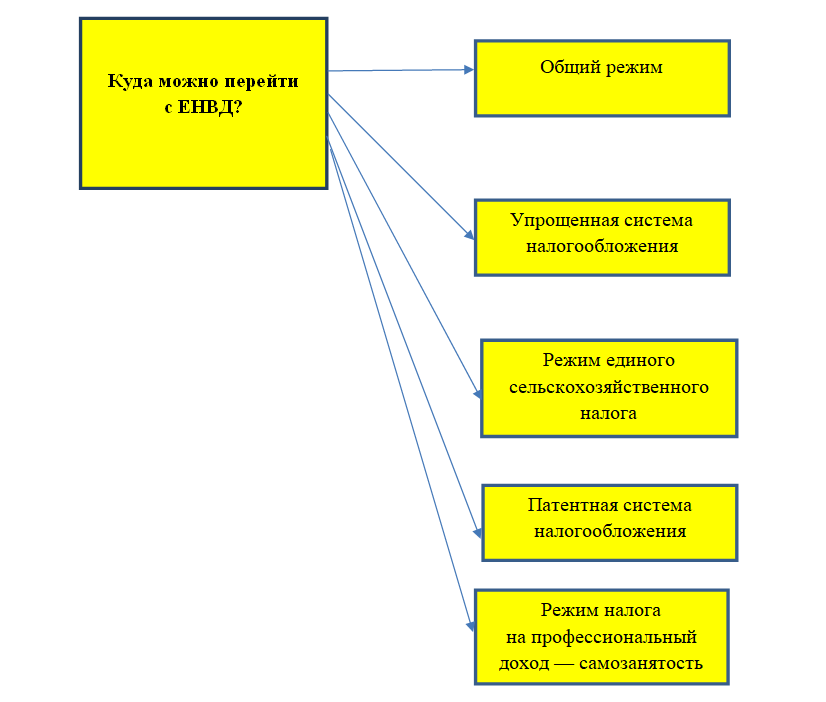 Куда можно перейти
с ЕНВД?
Общий режим
Упрощенная система
налогообложения
Режим единого
сельскохозяйственного
налога
Патентная система
налогообложения
Режим налога
на профессиональный
доход — самозанятость